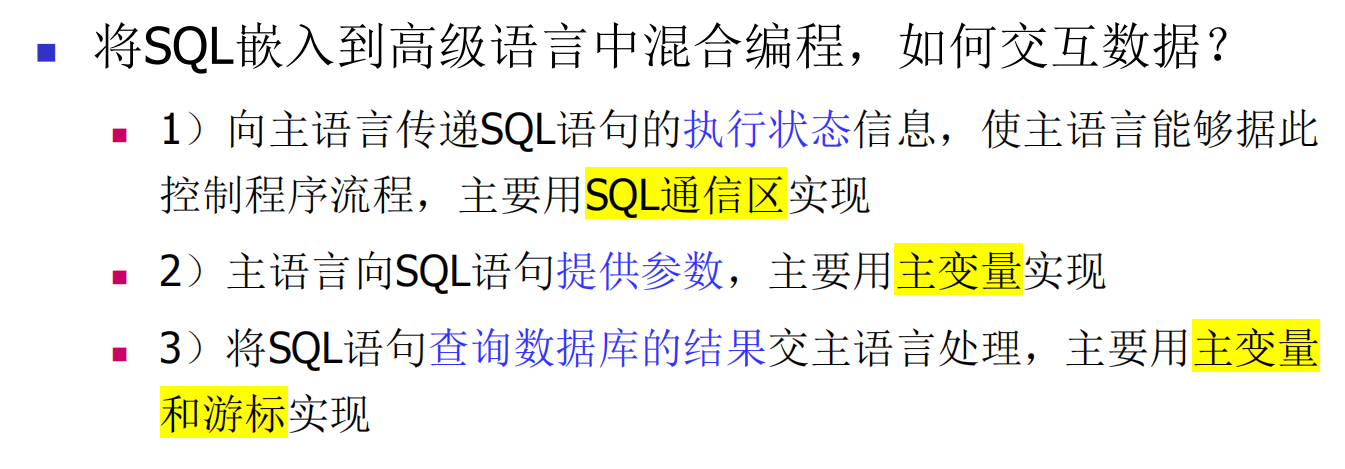 将SQL嵌入到高级语言中混合编程，如何交互数据？
1）向主语言传递SQL语句的执行状态信息，使主语言能够据此
控制程序流程，主要用SQL通信区实现
2）主语言向SQL语句提供参数，主要用主变量实现
3）将SQL语句查询数据库的结果交主语言处理，主要用主变量
和游标实现